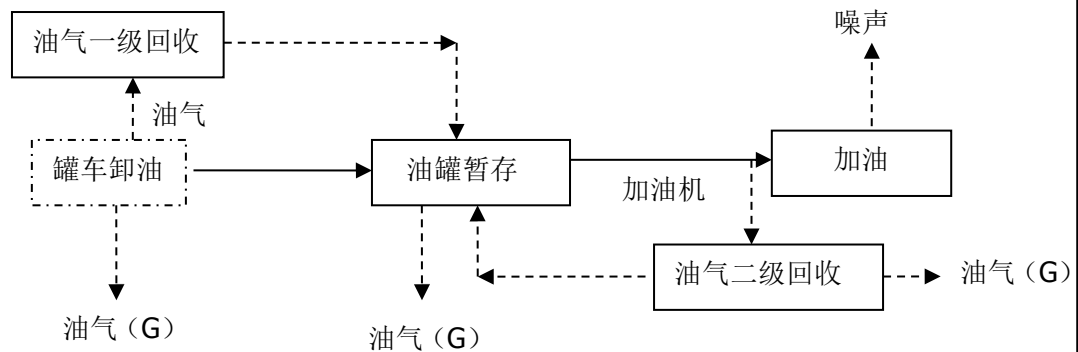 噪声
油气一级回收
油气
罐车卸油
油罐暂存
加油
加油机
油气二级回收
油气（G）
油气（G）
油气（G）